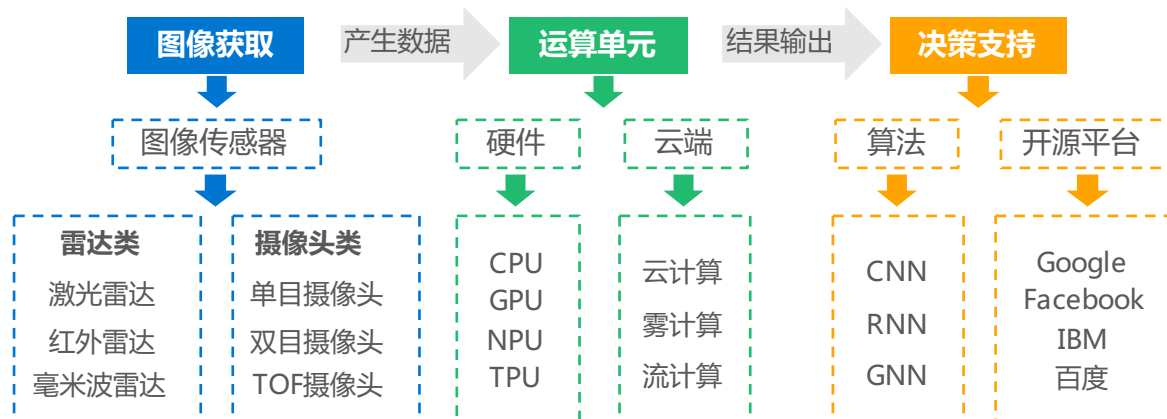 图像获取
产生数据
运算单元
结果输出
决策支持
图像传感器
硬件
云端
算法
开源平台
雷达类
激光雷达
红外雷达
毫米波雷达
摄像头类
单目摄像头
双目摄像头
TOF摄像头
CPU
GPU
NPU
TPU
云计算
雾计算
流计算
CNN
RNN
GNN
Google
Facebook
IBM
百度